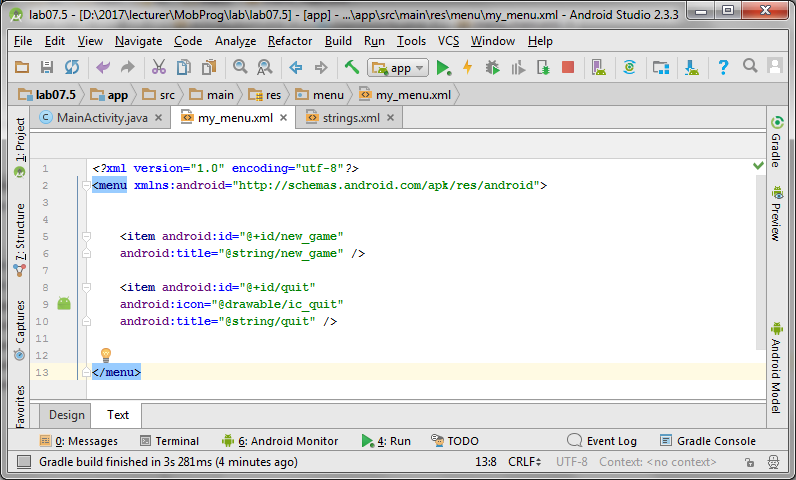 lab07.5 - [D:\2017\lecturer\MobProg\lab\lab07.5] - [app] - ...\app\src\main\res\menu\my_menu.xml - Android Studio 2.3.3
File Edit View Navigate Code Analyze Refactor Build Run Tools VCS Window Help
app
lab07.5 app src main res menu my_menu.xml
MainActivity.java my_menu.xml strings.xml
1: Project
7: Structure
Captures
Favorites
1 <?xml version="1.0" encoding="utf-8"?>
2 <menu xmlns:android="http://schemas.android.com/apk/res/android">
3
4
5 <item android:id="@+id/new_game"
6 android:title="@string/new_game" />
7
8 <item android:id="@+id/quit"
9 android:icon="@drawable/ic_quit"
10 android:title="@string/quit" />
11
12
13 </menu>
Gradle
Preview
Android Model
Design Text
0: Messages Terminal 6: Android Monitor 4: Run TODO Event Log Gradle Console
Gradle build finished in 3s 281ms (4 minutes ago) 13:8 CRLF UTF-8 Context: <no context>